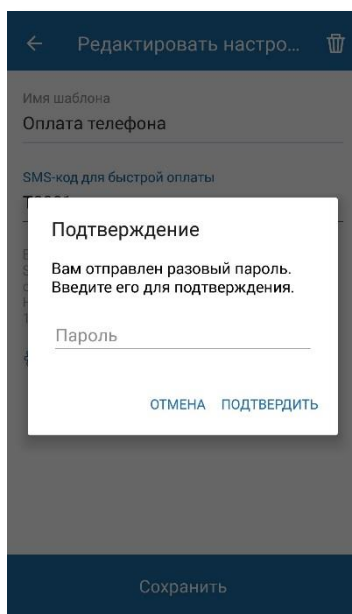 Редактировать настро...
Имя шаблона
Оплата телефона
SMS-код для быстрой оплаты
Подтверждение
Вам отправлен разовый пароль.
Введите его для подтверждения.
Пароль
ОТМЕНА ПОДТВЕРДИТЬ
Сохранить